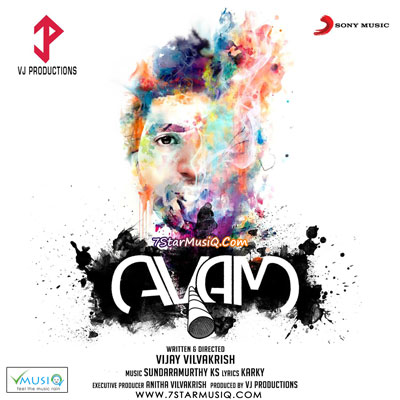 VJ PRODUCTIONS
SONY MUSIC
7StarMusiQ.Com
AVAM
WRITTEN & DIRECTED
VIJAY VILVAKRISH
MUSIC SUNDARAMURTHY KS LYRICS KARKY
EXECUTIVE PRODUCER ANITHA VILVAKRISH PRODUCED BY VJ PRODUCTIONS
VMUSIQ
feel the music rain
WWW.7STARMUSIQ.COM